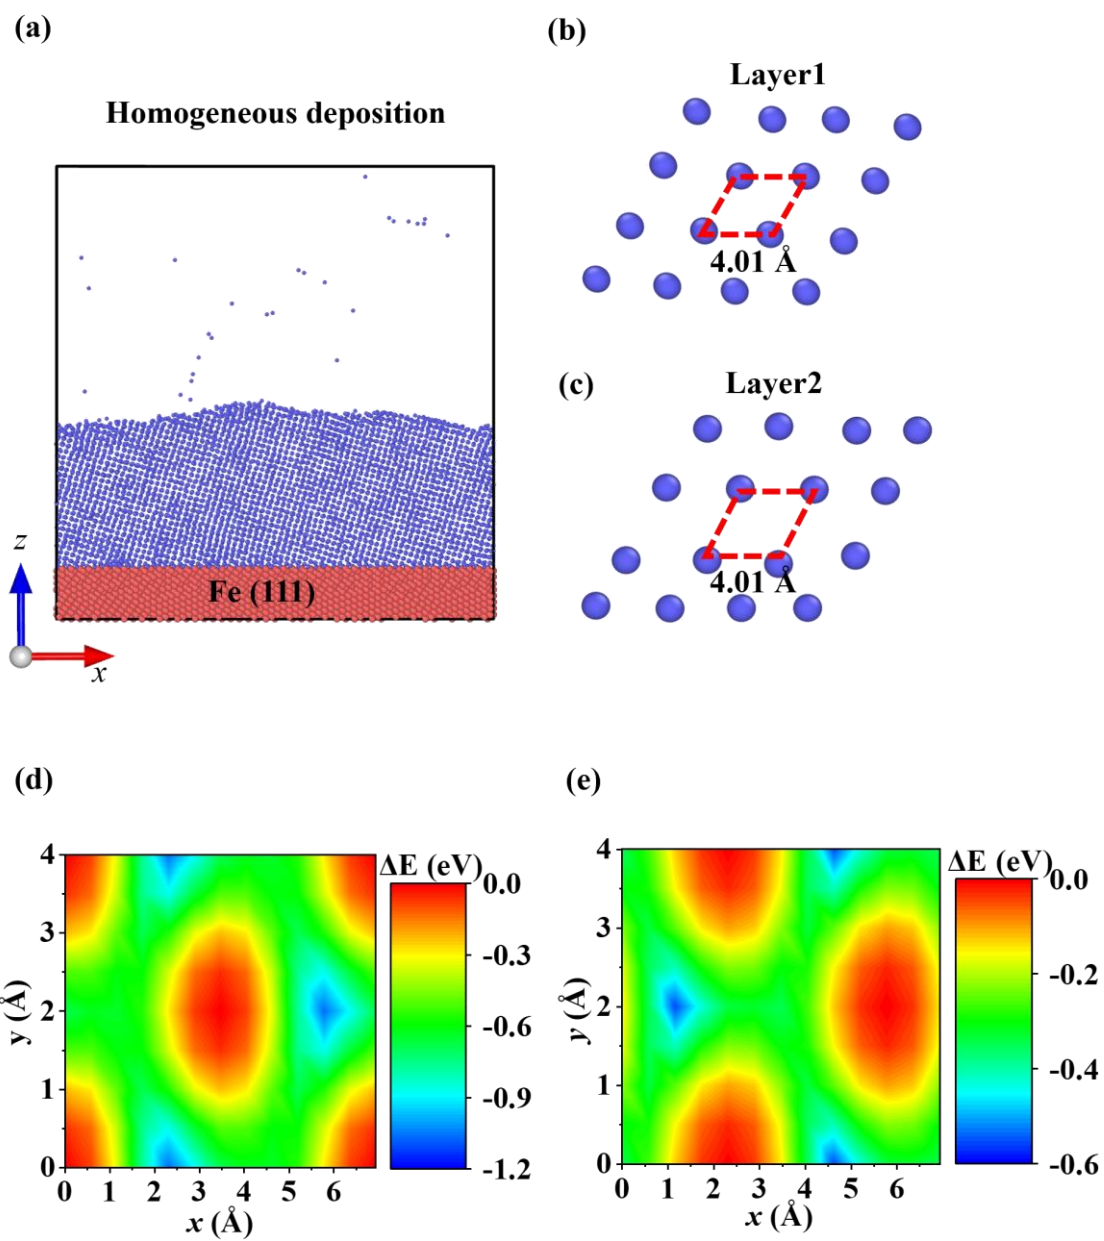 (a)
Homogeneous deposition
Fe (111)
z
x
(b)
Layer1
4.01 Å
(c)
Layer2
4.01 Å
(d)
4
3
2
1
0
y (Å)
0 1 2 3 4 5 6
x (Å)
ΔE (eV)
0.0
-0.3
-0.6
-0.9
-1.2
(e)
4
3
2
1
0
y (Å)
0 1 2 3 4 5 6
x (Å)
ΔE (eV)
0.0
-0.2
-0.4
-0.6